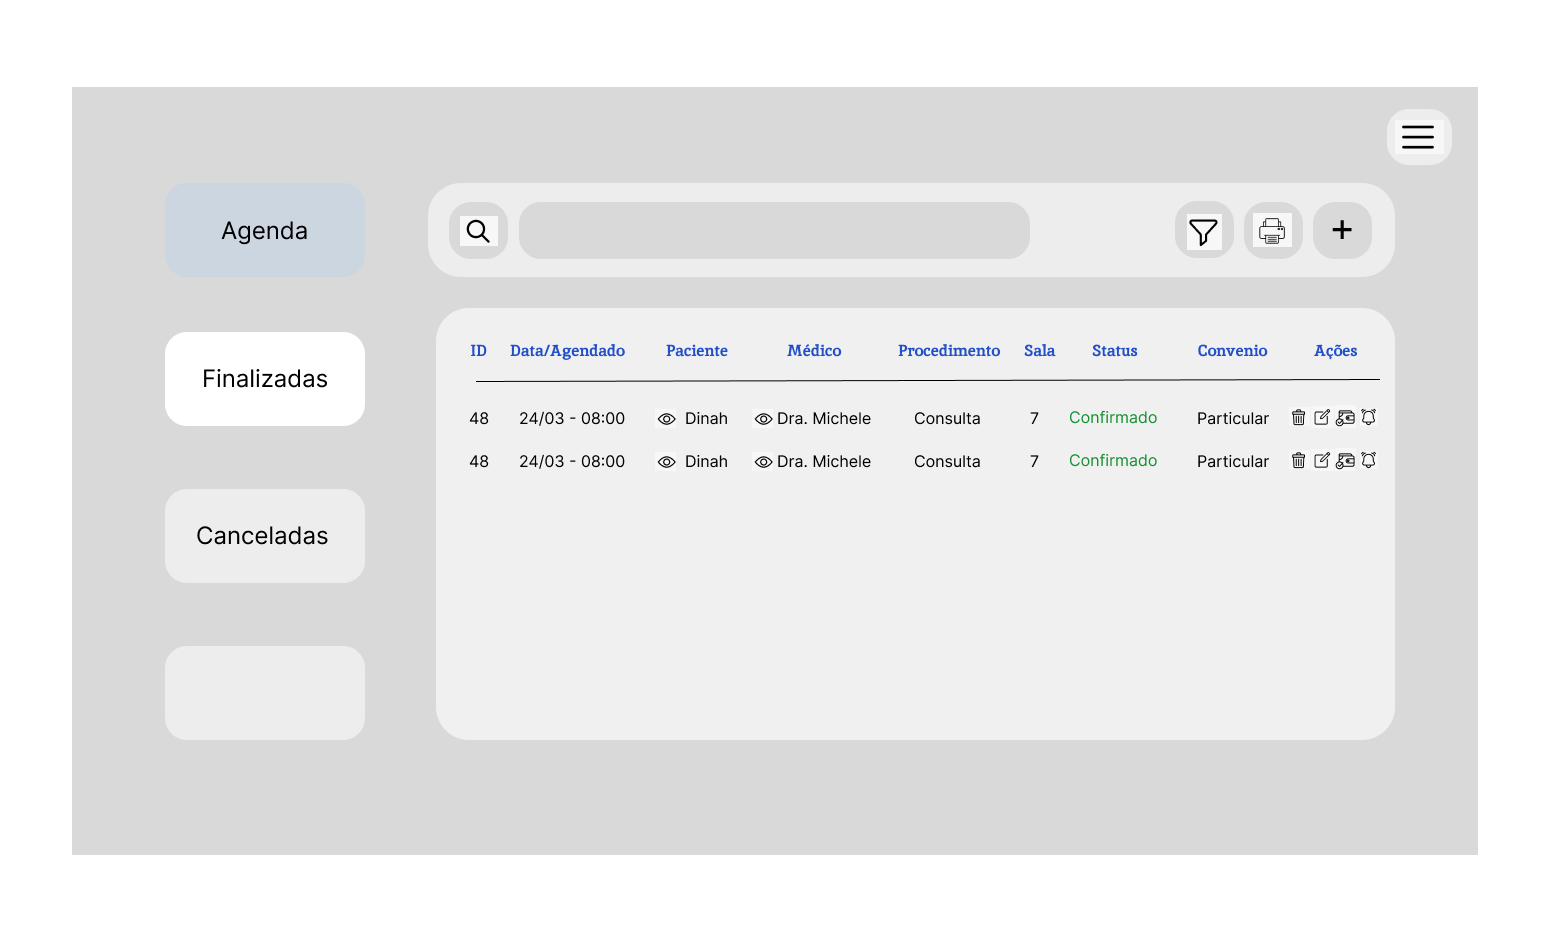 Agenda
+
Finalizadas
ID Data/Agendado Paciente Médico Procedimento Sala Status Convenio Ações
48 24/03 - 08:00 Dinah Dra. Michele Consulta 7 Confirmado Particular
48 24/03 - 08:00 Dinah Dra. Michele Consulta 7 Confirmado Particular
Canceladas